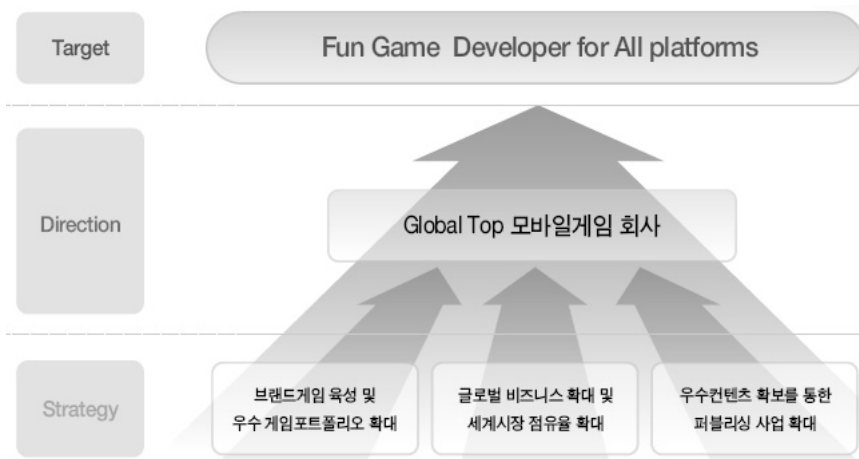 Target
Fun Game Developer for All platforms
Direction
Global Top 모바일게임 회사
Strategy
브랜드게임 육성 및
우수 게임포트폴리오 확대
글로벌 비즈니스 확대 및
세계시장 점유율 확대
우수컨텐츠 확보를 통한
퍼블리싱 사업 확대